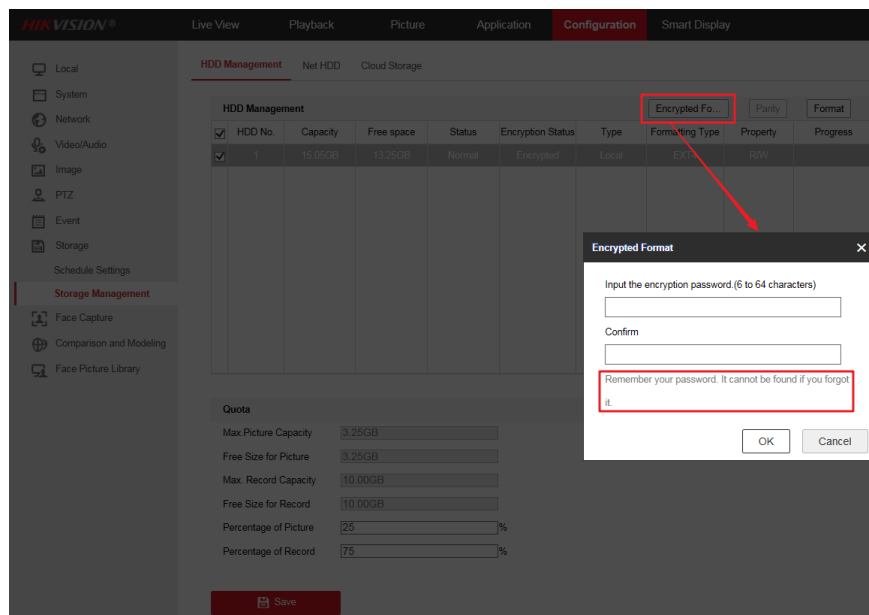 HIKVISION®
Live View Playback Picture Application Configuration Smart Display
Local
System
Network
Video/Audio
Image
PTZ
Event
Storage
Schedule Settings
Storage Management
Face Capture
Comparison and Modeling
Face Picture Library
HDD Management Net HDD Cloud Storage
HDD Management Encrypted Fo... Parity Format
HDD No. Capacity Free space Status Encryption Status Type Formatting Type Property Progress
1 15.05GB 13.25GB Normal Encrypted Local EXT4 R/W
Encrypted Format
Input the encryption password.(6 to 64 characters)
Confirm
Remember your password. It cannot be found if you forgot
it.
OK Cancel
Quota
Max.Picture Capacity 3.25GB
Free Size for Picture 3.25GB
Max. Record Capacity 10.00GB
Free Size for Record 10.00GB
Percentage of Picture 25 %
Percentage of Record 75 %
Save